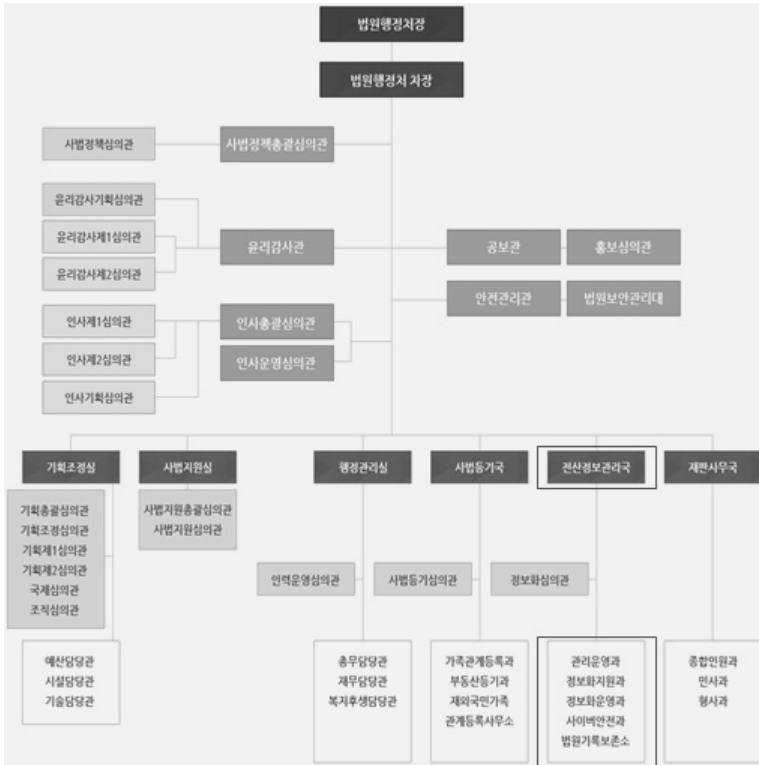 법원행정처장
법원행정처 차장
사법정책심의관
사법정책총괄심의관
윤리감사기획심의관
윤리감사제1심의관
윤리감사제2심의관
윤리감사관
공보관
홍보심의관
안전관리관
법원보안관리대
인사제1심의관
인사제2심의관
인사기획심의관
인사총괄심의관
인사운영심의관
기획조정실
사법지원실
행정관리실
사법등기국
전산정보관리국
재판사무국
기획총괄심의관
기획조정심의관
기획제1심의관
기획제2심의관
국제심의관
조직심의관
사법지원총괄심의관
사법지원심의관
인력운영심의관
사법등기심의관
정보화심의관
예산담당관
시설담당관
기술담당관
총무담당관
재무담당관
복지후생담당관
가족관계등록과
부동산등기과
재외국민가족
관계등록사무소
관리운영과
정보화지원과
정보화운영과
사이버안전과
법원기록보존소
종합민원과
민사과
형사과